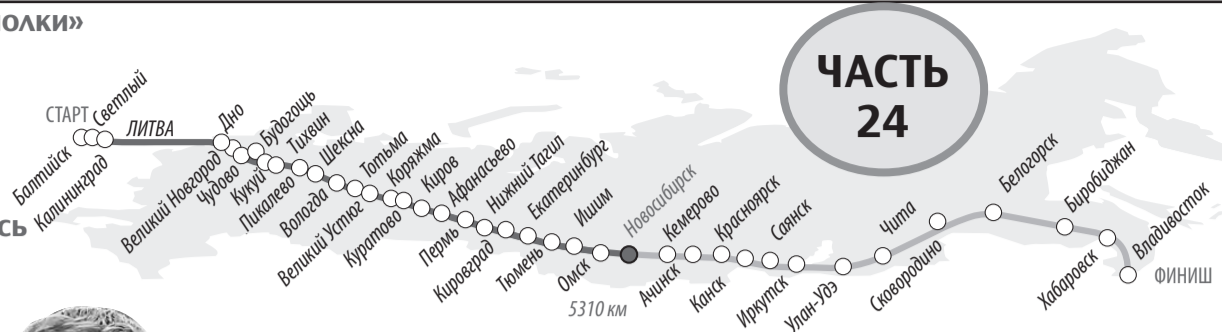 олки»
сь
ЧАСТЬ
24
СТАРТ
Балтийск
Светлый
Калининград
ЛИТВА
Дно
Великий Новгород
Чудово
Будогощь
Кукуй
Тихвин
Пикалево
Шексна
Вологда
Тотьма
Великий Устюг
Коряжма
Куратово
Киров
Афанасьево
Пермь
Нижний Тагил
Кировград
Екатеринбург
Тюмень
Ишим
Омск
Новосибирск
5310 км
Кемерово
Ачинск
Красноярск
Канск
Саянск
Иркутск
Улан-Удэ
Чита
Сковородино
Белогорск
Биробиджан
Хабаровск
Владивосток
ФИНИШ